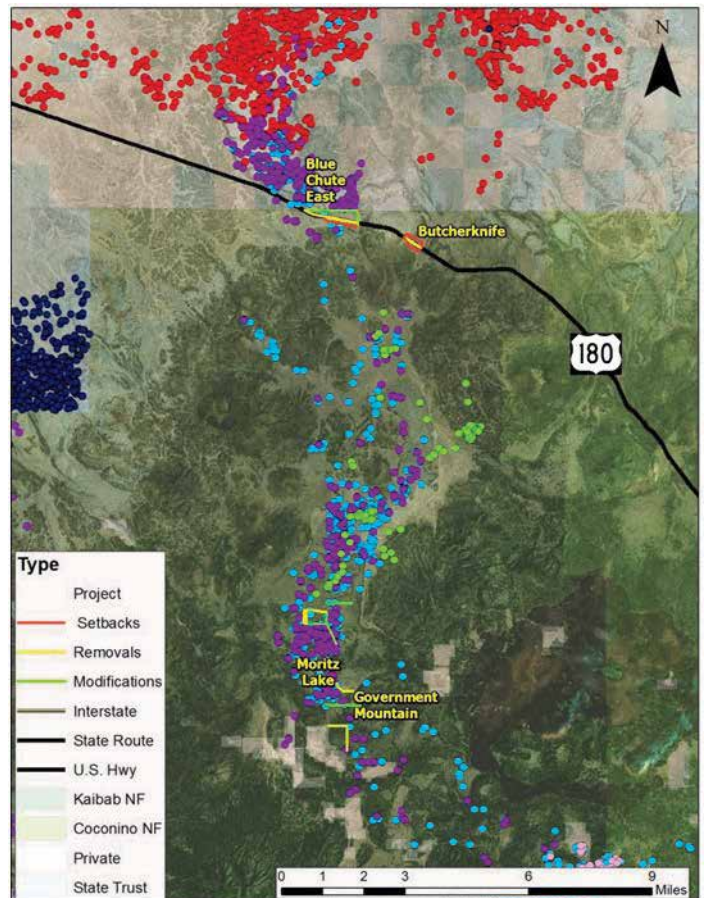 N
Blue
Chute
East
Butcherknife
180
Type
Project
Setbacks
Removals
Modifications
Interstate
State Route
U.S. Hwy
Kaibab NF
Coconino NF
Private
State Trust
Moritz
Lake
Government
Mountain
0 1 2 3 6 9
Miles